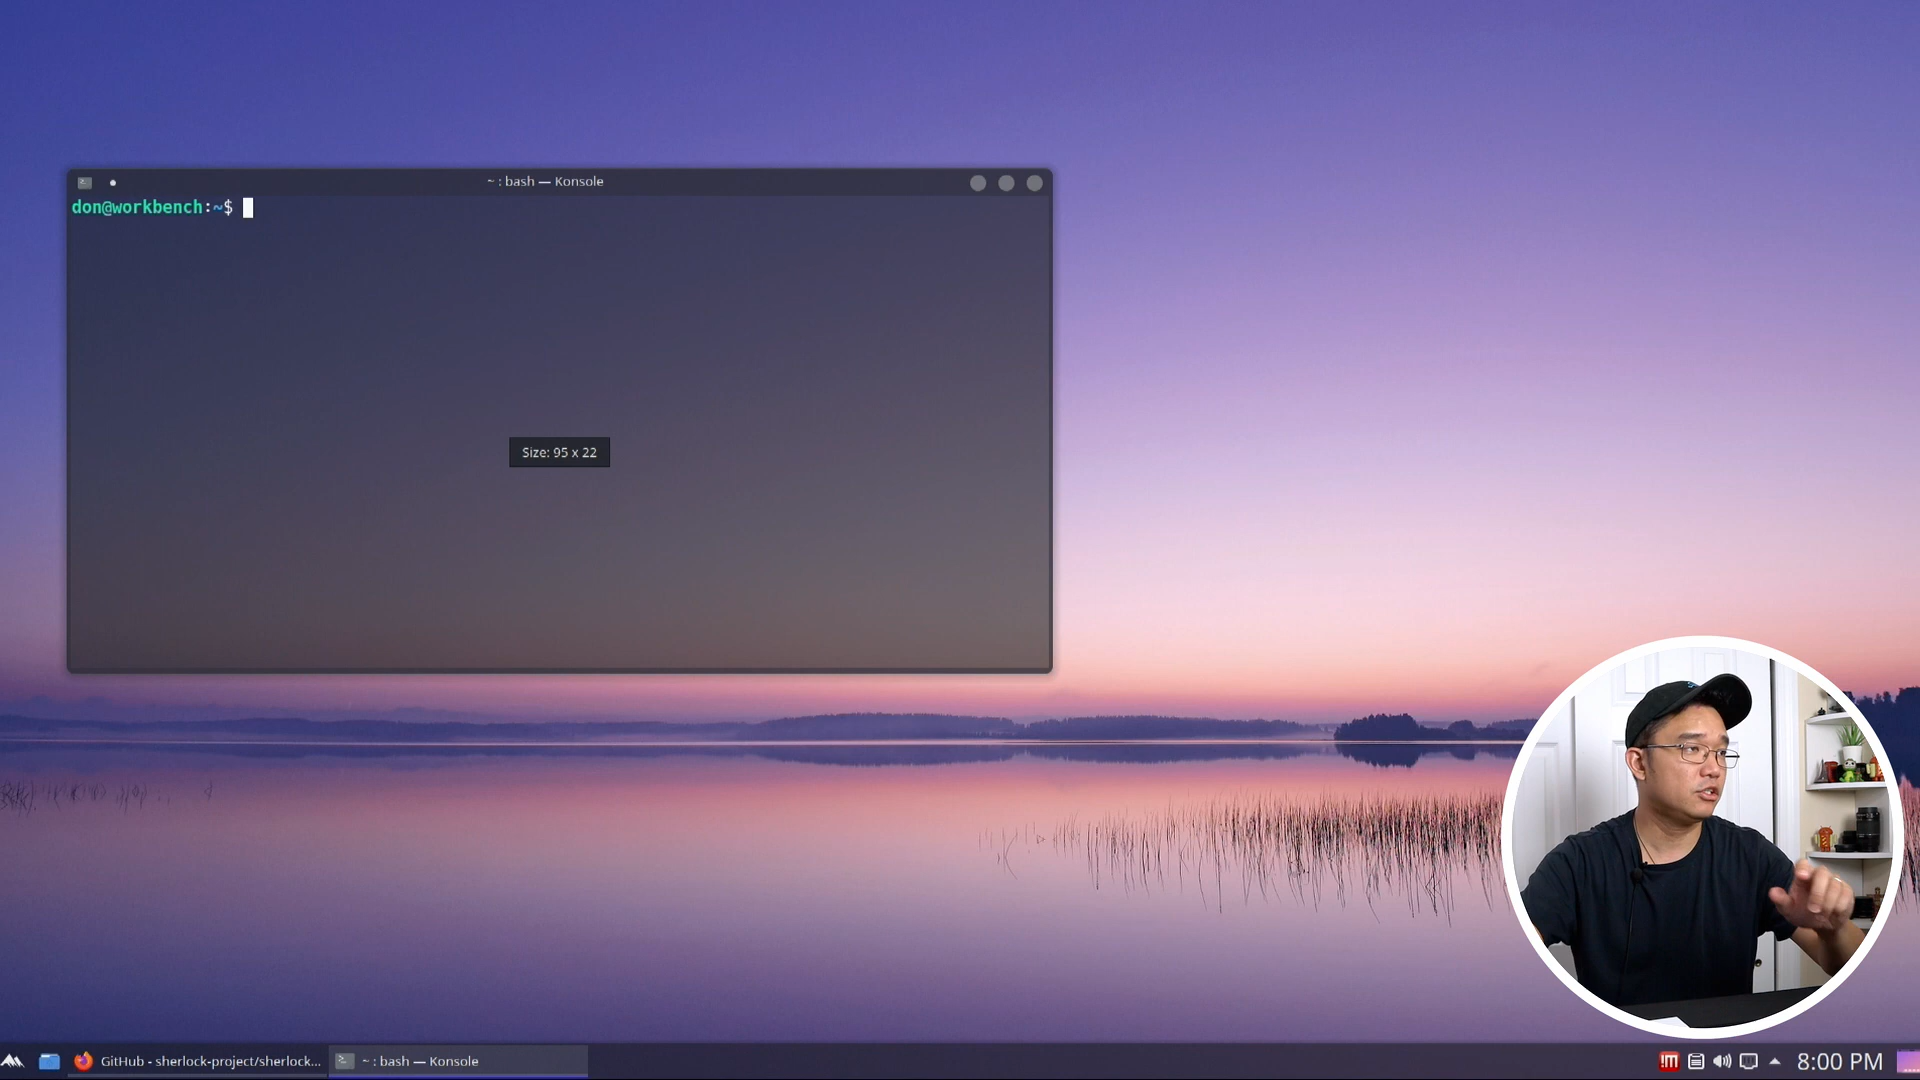 ~ : bash — Konsole
don@workbench:~$
Size: 95 x 22
GitHub - sherlock-project/sherlock...
~ : bash — Konsole
!M
8:00 PM